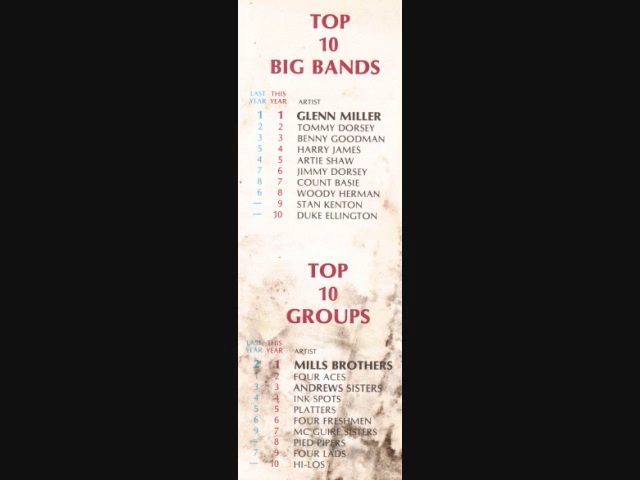 TOP
10
BIG BANDS
LAST THIS
YEAR YEAR ARTIST
1 1 GLENN MILLER
2 2 TOMMY DORSEY
3 3 BENNY GOODMAN
5 4 HARRY JAMES
4 5 ARTIE SHAW
7 6 JIMMY DORSEY
8 7 COUNT BASIE
6 8 WOODY HERMAN
— 9 STAN KENTON
— 10 DUKE ELLINGTON
TOP
10
GROUPS
LAST THIS
YEAR YEAR ARTIST
2 1 MILLS BROTHERS
1 2 FOUR ACES
3 3 ANDREWS SISTERS
4 4 INK SPOTS
5 5 PLATTERS
6 6 FOUR FRESHMEN
9 7 MC GUIRE SISTERS
— 8 PIED PIPERS
7 9 FOUR LADS
— 10 HI-LOS